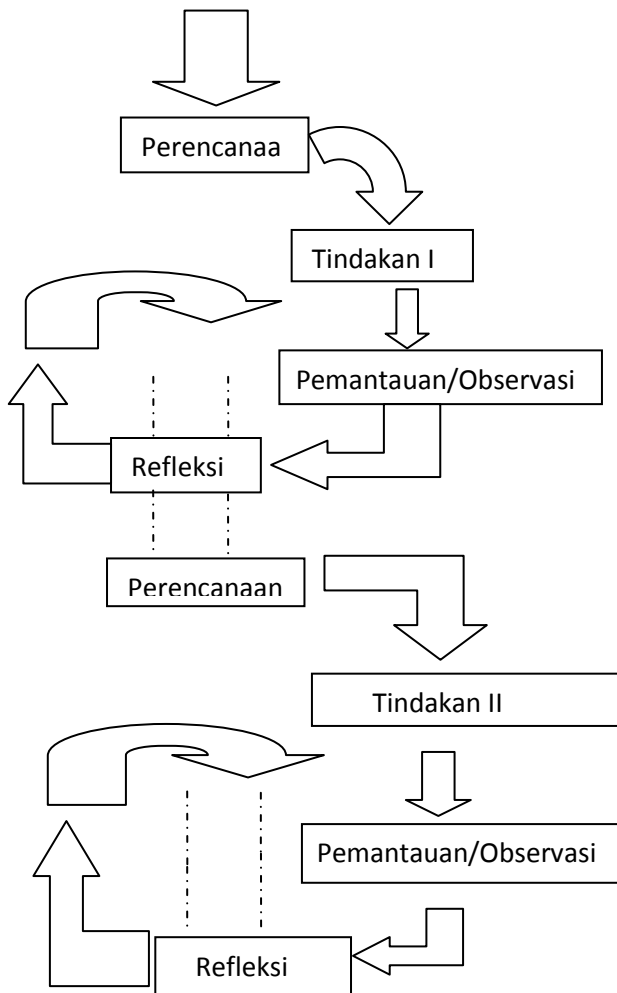 Perencanaa
Tindakan I
Pemantauan/Observasi
Refleksi
Perencanaan
Tindakan II
Pemantauan/Observasi
Refleksi